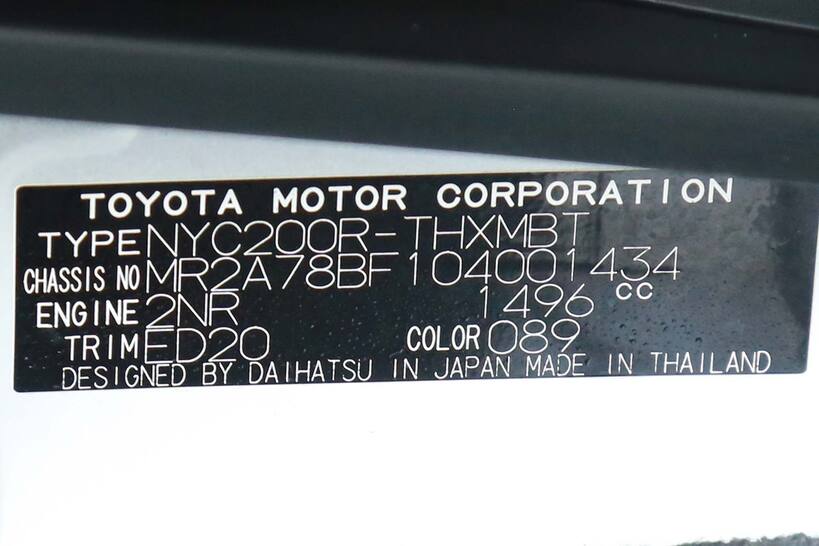 TOYOTA MOTOR CORPORATION
TYPE NYC200R-THXMBT
CHASSIS NO MR2A78BF104001434
ENGINE 2NR 1496 CC
TRIM ED20 COLOR 089
DESIGNED BY DAIHATSU IN JAPAN MADE IN THAILAND